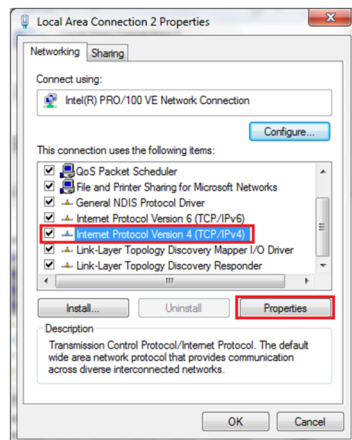 Local Area Connection 2 Properties
Networking
Sharing
Connect using:
Intel(R) PRO/100 VE Network Connection
Configure...
This connection uses the following items:
QoS Packet Scheduler
File and Printer Sharing for Microsoft Networks
General NDIS Protocol Driver
Internet Protocol Version 6 (TCP/IPv6)
Internet Protocol Version 4 (TCP/IPv4)
Link-Layer Topology Discovery Mapper I/O Driver
Link-Layer Topology Discovery Responder
Install...
Uninstall
Properties
Description
Transmission Control Protocol/Internet Protocol. The default
wide area network protocol that provides communication
across diverse interconnected networks.
OK
Cancel